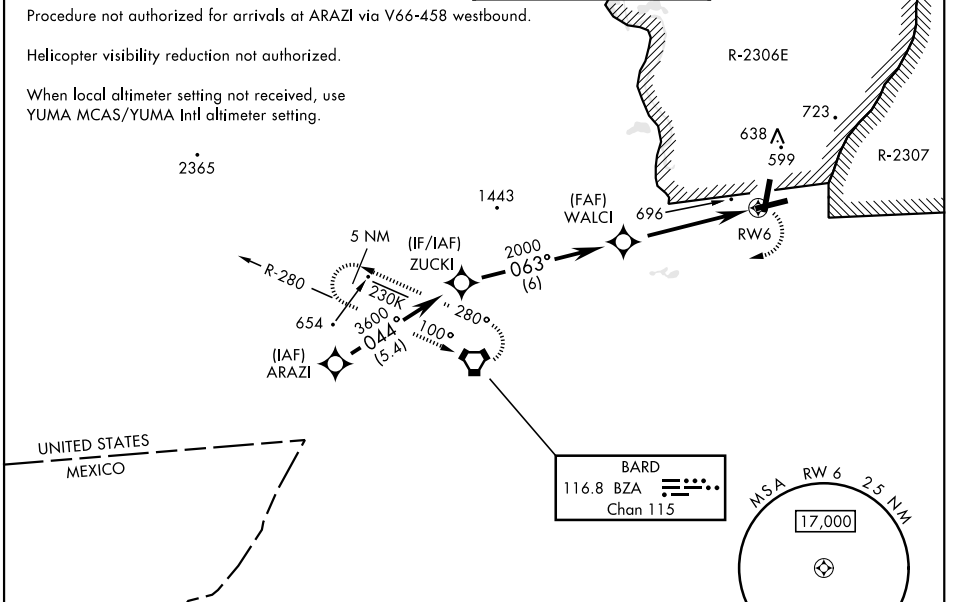 Procedure not authorized for arrivals at ARAZI via V66-458 westbound.
Helicopter visibility reduction not authorized.
When local altimeter setting not received, use
YUMA MCAS/YUMA Intl altimeter setting.
R-2306E
723
638
599
R-2307
2365
1443
(FAF)
WALCI
696
RW6
5 NM
(IF/IAF)
ZUCKI
2000
063°
(6)
R-280
230K
280°
654
3600
044°
(5.4)
100°
(IAF)
ARAZI
UNITED STATES
MEXICO
BARD
116.8 BZA
Chan 115
MSA RW 6 25 NM
17,000